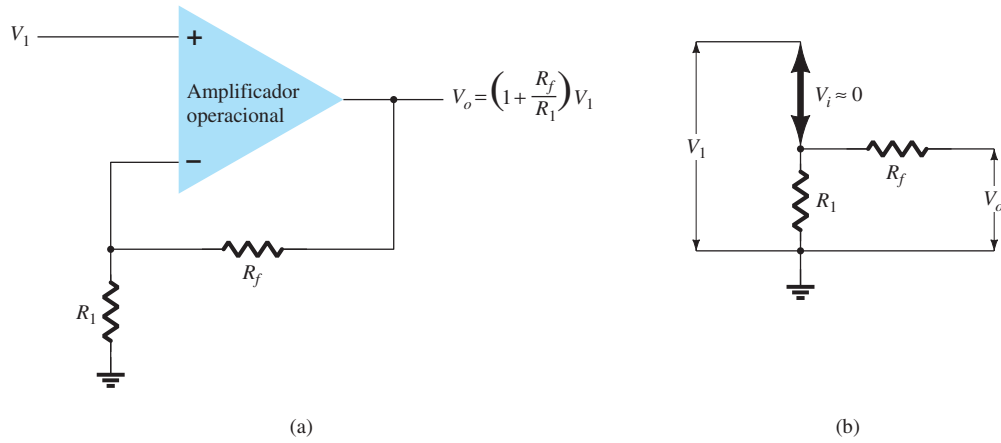 V1
+
Amplificador
operacional
−
Vo = (1 + Rf/R1) V1
Rf
R1
(a)
Vi ≈ 0
V1
Rf
R1
Vo
(b)